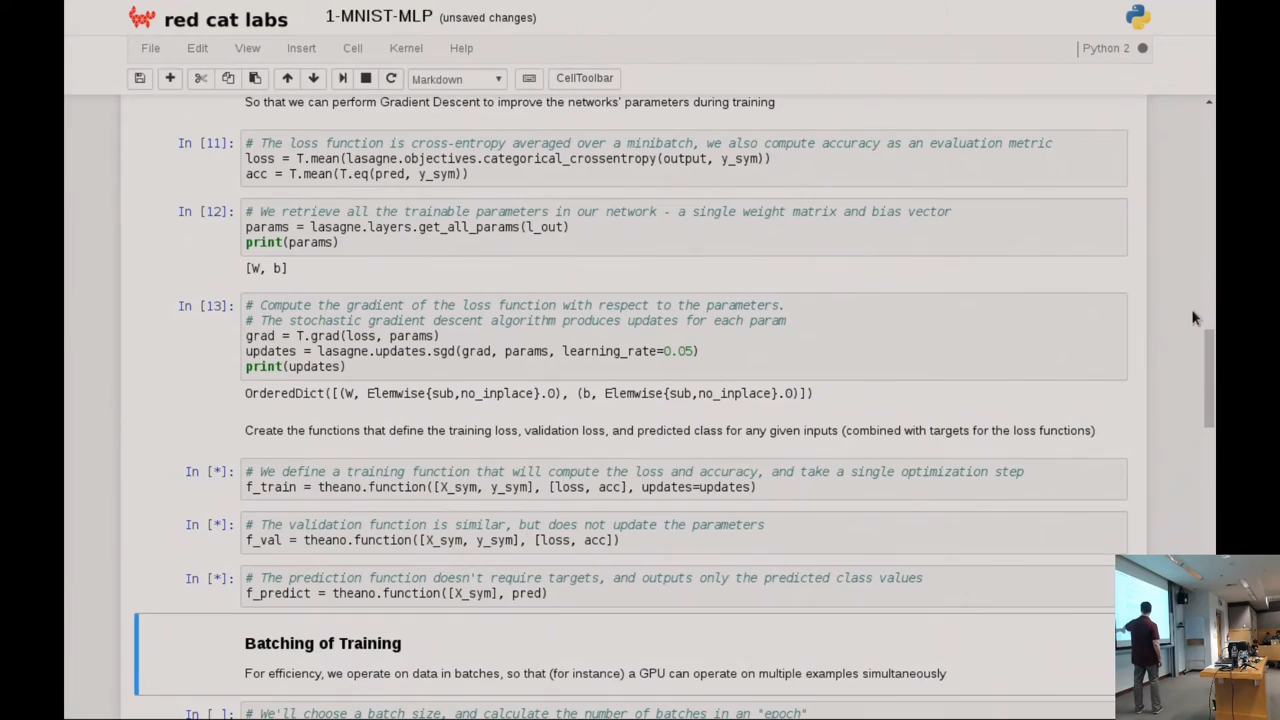 red cat labs
1-MNIST-MLP (unsaved changes)
File Edit View Insert Cell Kernel Help
Python 2
Markdown
CellToolbar
So that we can perform Gradient Descent to improve the networks' parameters during training
In [11]:
# The loss function is cross-entropy averaged over a minibatch, we also compute accuracy as an evaluation metric
loss = T.mean(lasagne.objectives.categorical_crossentropy(output, y_sym))
acc = T.mean(T.eq(pred, y_sym))
In [12]:
# We retrieve all the trainable parameters in our network - a single weight matrix and bias vector
params = lasagne.layers.get_all_params(l_out)
print(params)
[W, b]
In [13]:
# Compute the gradient of the loss function with respect to the parameters.
# The stochastic gradient descent algorithm produces updates for each param
grad = T.grad(loss, params)
updates = lasagne.updates.sgd(grad, params, learning_rate=0.05)
print(updates)
OrderedDict([(W, Elemwise{sub,no_inplace}.0), (b, Elemwise{sub,no_inplace}.0)])
Create the functions that define the training loss, validation loss, and predicted class for any given inputs (combined with targets for the loss functions)
In [*]:
# We define a training function that will compute the loss and accuracy, and take a single optimization step
f_train = theano.function([X_sym, y_sym], [loss, acc], updates=updates)
In [*]:
# The validation function is similar, but does not update the parameters
f_val = theano.function([X_sym, y_sym], [loss, acc])
In [*]:
# The prediction function doesn't require targets, and outputs only the predicted class values
f_predict = theano.function([X_sym], pred)
Batching of Training
For efficiency, we operate on data in batches, so that (for instance) a GPU can operate on multiple examples simultaneously
In [ ]:
# We'll choose a batch size, and calculate the number of batches in an "epoch"